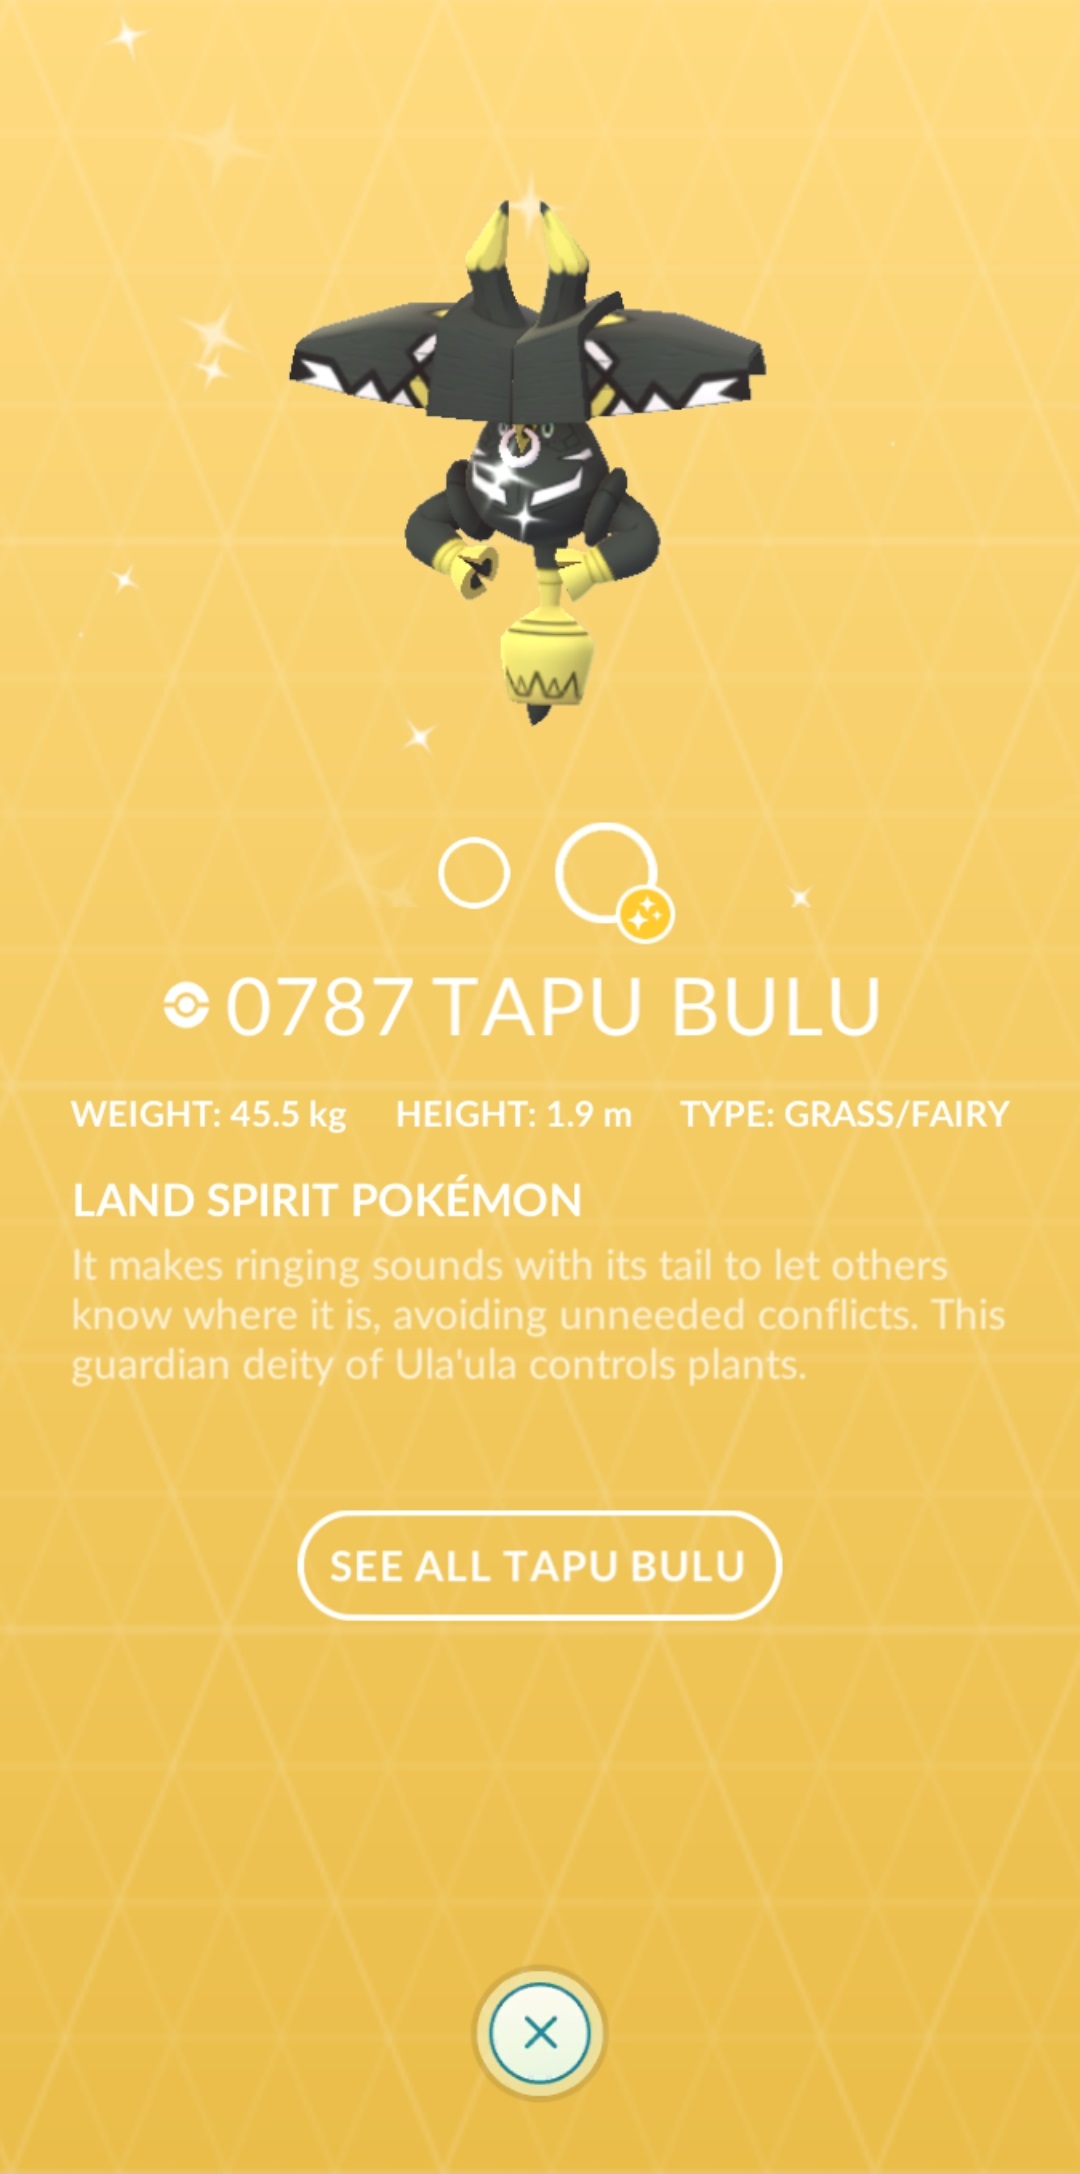 0787 TAPU BULU
WEIGHT: 45.5 kg HEIGHT: 1.9 m TYPE: GRASS/FAIRY
LAND SPIRIT POKÉMON
It makes ringing sounds with its tail to let others
know where it is, avoiding unneeded conflicts. This
guardian deity of Ula'ula controls plants.
SEE ALL TAPU BULU